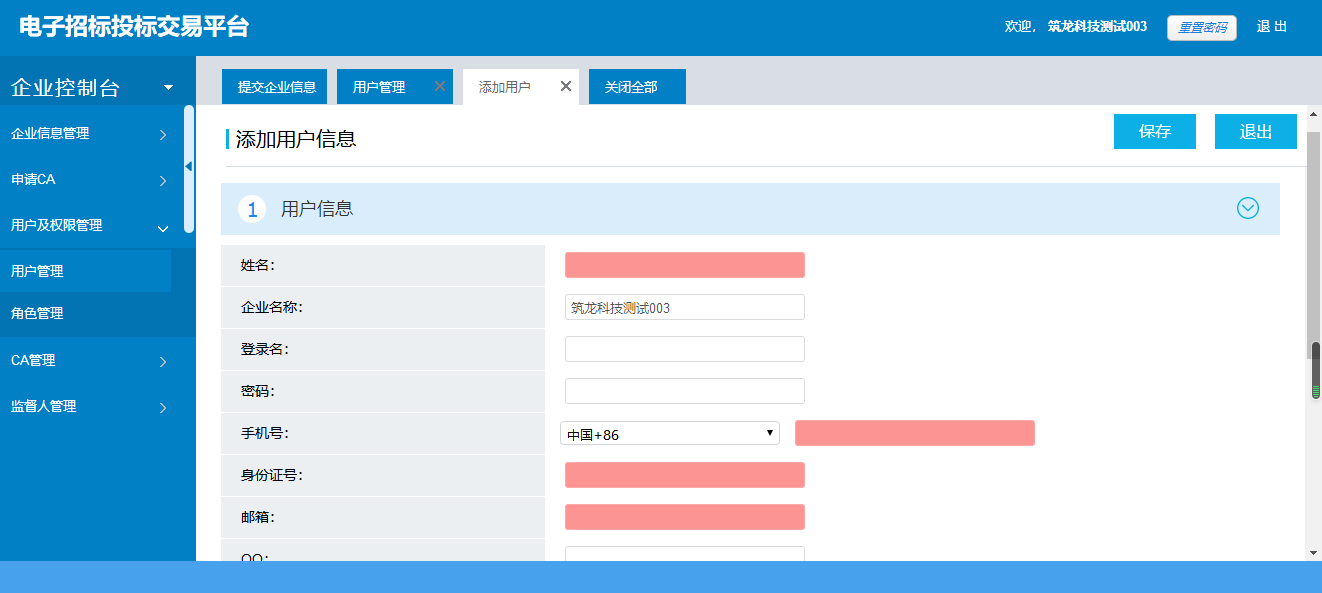 电子招标投标交易平台
欢迎, 筑龙科技测试003 重置密码 退 出
企业控制台
提交企业信息 用户管理 添加用户 关闭全部
企业信息管理
申请CA
用户及权限管理
用户管理
角色管理
CA管理
监督人管理
添加用户信息
保存 退出
1 用户信息
姓名:
企业名称: 筑龙科技测试003
登录名:
密码:
手机号: 中国+86
身份证号:
邮箱:
QQ: